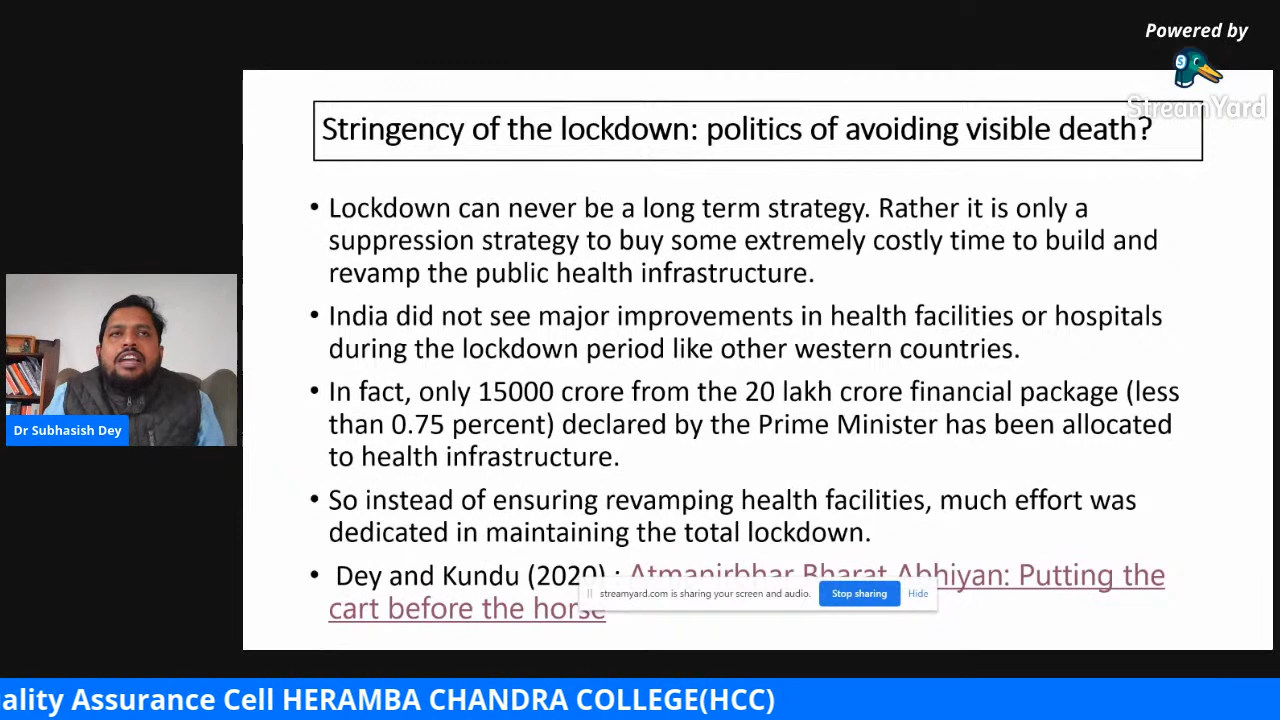 Powered by
StreamYard
Stringency of the lockdown: politics of avoiding visible death?
• Lockdown can never be a long term strategy. Rather it is only a
suppression strategy to buy some extremely costly time to build and
revamp the public health infrastructure.
• India did not see major improvements in health facilities or hospitals
during the lockdown period like other western countries.
• In fact, only 15000 crore from the 20 lakh crore financial package (less
than 0.75 percent) declared by the Prime Minister has been allocated
to health infrastructure.
• So instead of ensuring revamping health facilities, much effort was
dedicated in maintaining the total lockdown.
• Dey and Kundu (2020) : Atmanirbhar Bharat Abhiyan: Putting the
cart before the horse
streamyard.com is sharing your screen and audio. Stop sharing Hide
Dr Subhasish Dey
ality Assurance Cell HERAMBA CHANDRA COLLEGE(HCC)